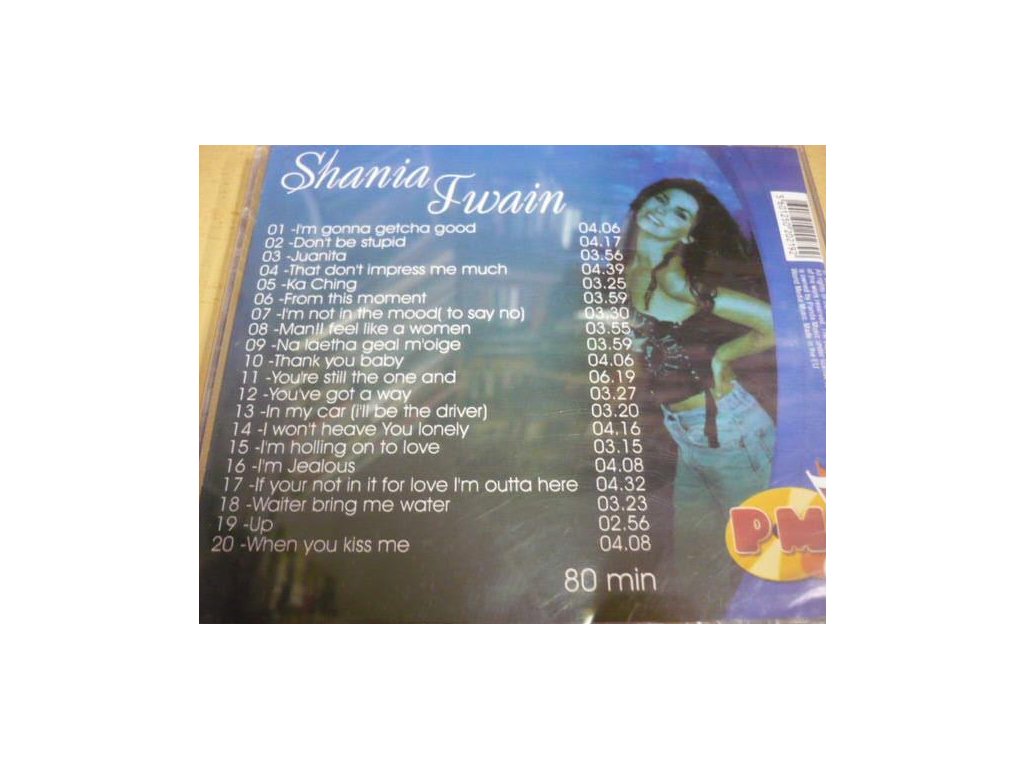 Shania
Twain
01 -I'm gonna getcha good 04.06
02 -Don't be stupid 04.17
03 -Juanita 03.56
04 -That don't impress me much 04.39
05 -Ka Ching 03.25
06 -From this moment 03.59
07 -I'm not in the mood( to say no) 03.30
08 -Man!I feel like a women 03.55
09 -Na laetha geal m'oige 03.59
10 -Thank you baby 04.06
11 -You're still the one and 06.19
12 -You've got a way 03.27
13 -In my car (i'll be the driver) 03.20
14 -I won't heave You lonely 04.16
15 -I'm holling on to love 03.15
16 -I'm Jealous 04.08
17 -If your not in it for love I'm outta here 04.32
18 -Waiter bring me water 03.23
19 -Up 02.56
20 -When you kiss me 04.08
80 min
P·M